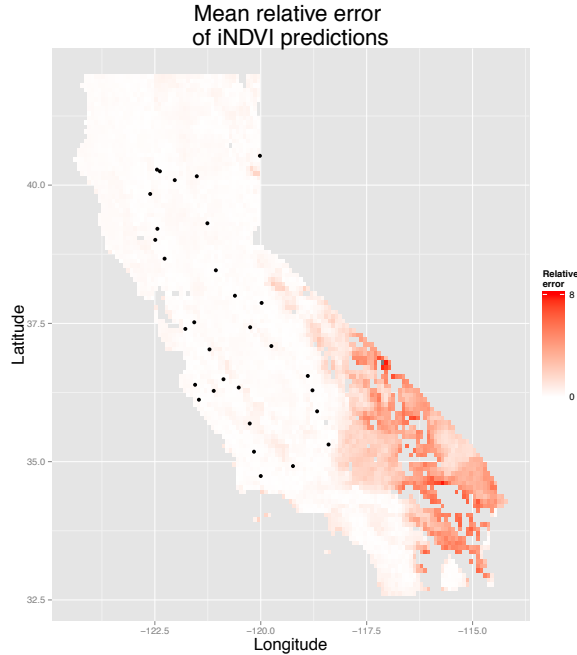 Mean relative error
of iNDVI predictions
Latitude
40.0
37.5
35.0
32.5
−122.5
−120.0
−117.5
−115.0
Longitude
Relative
error
8
0